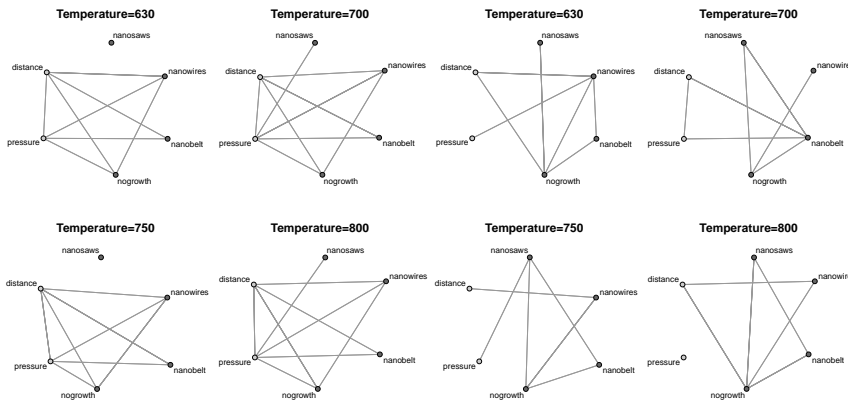 Temperature=630 Temperature=700 Temperature=630 Temperature=700
nanosaws nanosaws nanosaws nanosaws
distance nanowires distance nanowires distance nanowires distance nanowire
pressure nanobelt pressure nanobelt pressure nanobelt pressure nanobelt
nogrowth nogrowth nogrowth nogrowth
Temperature=750 Temperature=800 Temperature=750 Temperature=800
nanosaws nanosaws nanosaws nanosaws
distance nanowires distance nanowires distance nanowires distance nanowire
pressure nanobelt pressure nanobelt pressure nanobelt pressure nanobelt
nogrowth nogrowth nogrowth nogrowth